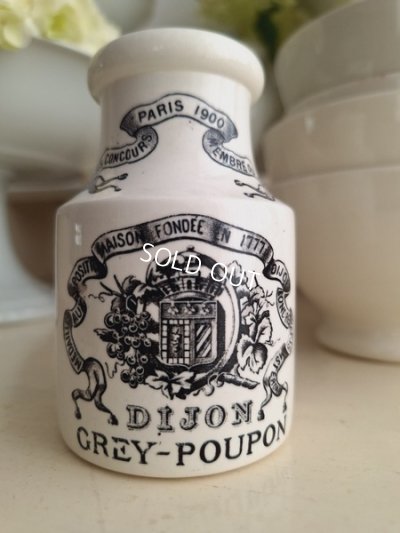 PARIS 1900
CONCOURS MEMBRE
MAISON FONDÉE EN 1777
SOLD OUT
DIJON
GREY-POUPON